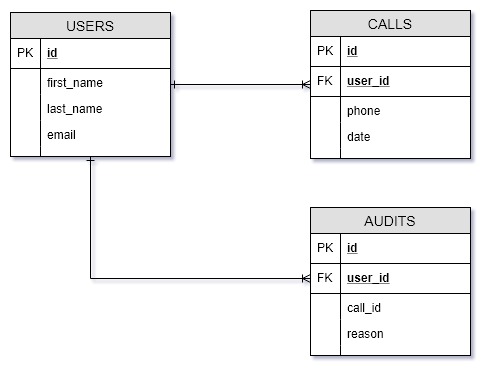 USERS
PK id
first_name
last_name
email
CALLS
PK id
FK user_id
phone
date
AUDITS
PK id
FK user_id
call_id
reason